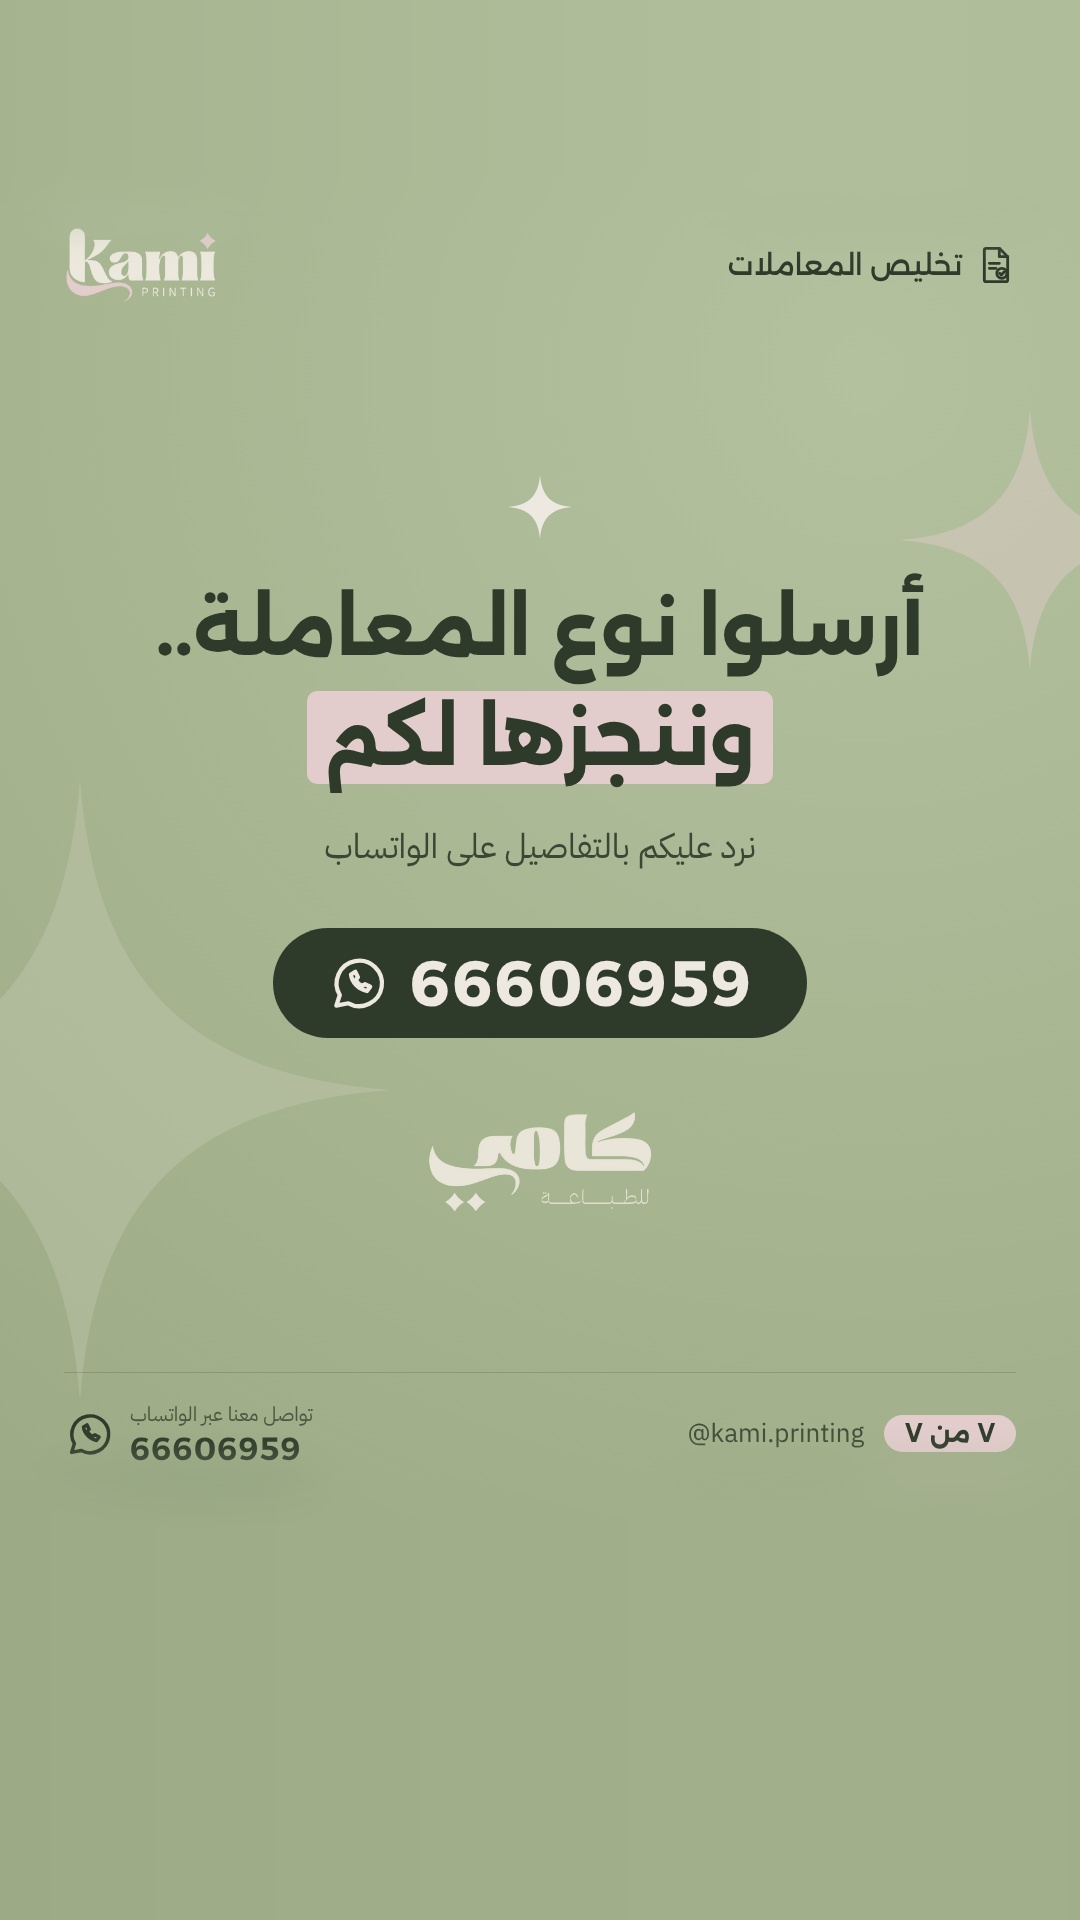 Kami
PRINTING
تخليص المعاملات
أرسلوا نوع المعاملة..
وننجزها لكم
نرد عليكم بالتفاصيل على الواتساب
66606959
كامي
للطبـــاعــة
تواصل معنا عبر الواتساب
66606959
@kami.printing
٧ من ٧